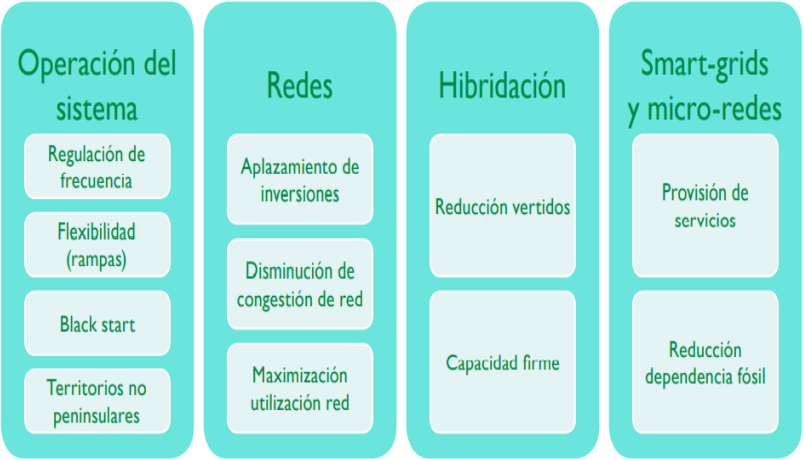 Operación del
sistema
Regulación de
frecuencia
Flexibilidad
(rampas)
Black start
Territorios no
peninsulares
Redes
Aplazamiento de
inversiones
Disminución de
congestión de red
Maximización
utilización red
Hibridación
Reducción vertidos
Capacidad firme
Smart-grids
y micro-redes
Provisión de
servicios
Reducción
dependencia fósil